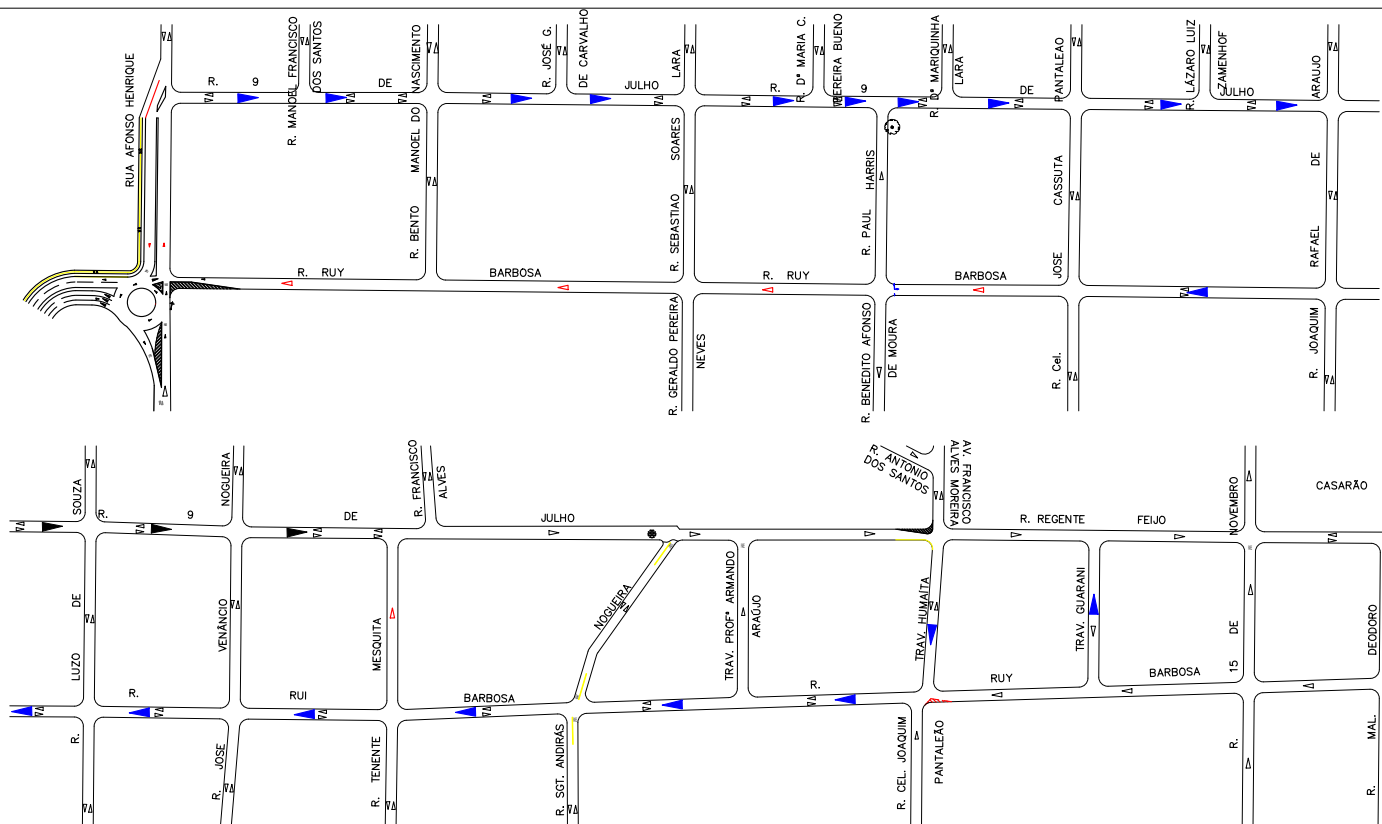 RUA AFONSO HENRIQUE
R. 9 DE JULHO R. 9 DE JULHO
R. MANOEL FRANCISCO
DOS SANTOS
R. BENTO MANOEL DO NASCIMENTO
R. JOSÉ G.
DE CARVALHO
R. SEBASTIAO SOARES LARA
R. Dª MARIA C.
PEREIRA BUENO
R. PAUL HARRIS
R. Dª MARIQUINHA
LARA
R. Cel. JOSE CASSUTA PANTALEAO
R. LÁZARO LUIZ
ZAMENHOF
R. JOAQUIM RAFAEL DE ARAUJO
R. RUY BARBOSA R. RUY BARBOSA
R. GERALDO PEREIRA
NEVES
R. BENEDITO AFONSO
DE MOURA
R. LUZO DE SOUZA
R. 9 DE JULHO
R. JOSE VENÂNCIO NOGUEIRA
R. FRANCISCO
ALVES
R. TENENTE MESQUITA
R. ANTONIO
DOS SANTOS
AV. FRANCISCO
ALVES MOREIRA
R. REGENTE FEIJO
CASARÃO
R. SGT. ANDIRÁS NOGUEIRA
TRAV. PROFª ARMANDO
ARAÚJO
TRAV. HUMAITA
TRAV. GUARANI
R. 15 DE NOVEMBRO
R. MAL. DEODORO
R. RUI BARBOSA R. RUY BARBOSA
R. CEL. JOAQUIM
PANTALEÃO